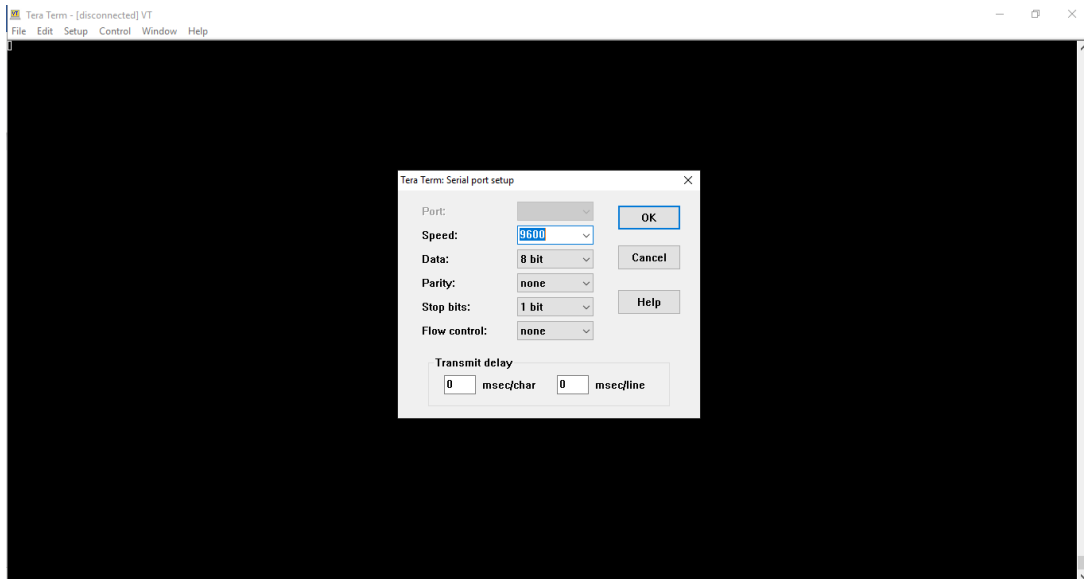 VT Tera Term - [disconnected] VT
File Edit Setup Control Window Help
Tera Term: Serial port setup
Port:
OK
Speed: 9600
Data: 8 bit
Cancel
Parity: none
Help
Stop bits: 1 bit
Flow control: none
Transmit delay
0 msec/char 0 msec/line